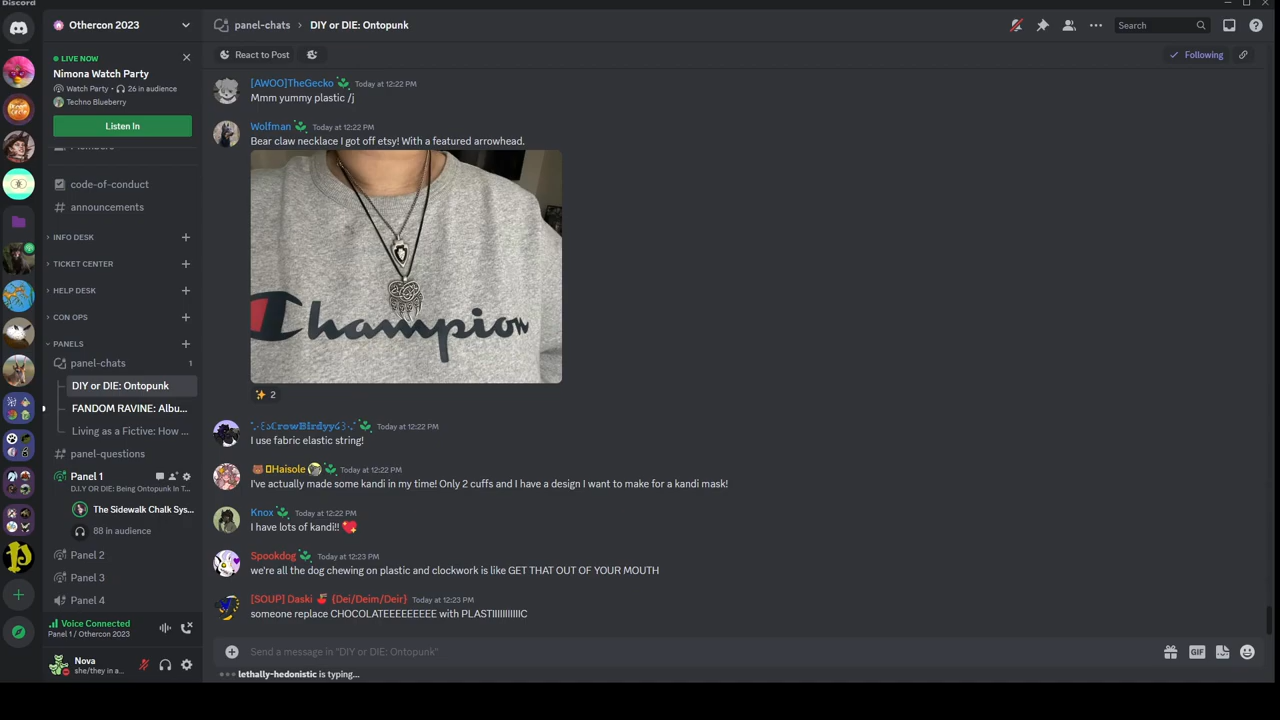 Discord
Othercon 2023
panel-chats
DIY or DIE: Ontopunk
Search
LIVE NOW
Nimona Watch Party
Watch Party • 26 in audience
Techno Blueberry
Listen In
code-of-conduct
announcements
INFO DESK
TICKET CENTER
HELP DESK
CON OPS
PANELS
panel-chats 1
DIY or DIE: Ontopunk
FANDOM RAVINE: Albu...
Living as a Fictive: How ...
panel-questions
Panel 1
D.I.Y OR DIE: Being Ontopunk In T...
The Sidewalk Chalk Sys...
88 in audience
Panel 2
Panel 3
Panel 4
Voice Connected
Panel 1 / Othercon 2023
Nova
she/they in a...
React to Post
Following
[AWOO]TheGecko Today at 12:22 PM
Mmm yummy plastic /j
Wolfman Today at 12:22 PM
Bear claw necklace I got off etsy! With a featured arrowhead.
Champion
2
CrowBirdyy Today at 12:22 PM
I use fabric elastic string!
Haisole Today at 12:22 PM
I've actually made some kandi in my time! Only 2 cuffs and I have a design I want to make for a kandi mask!
Knox Today at 12:22 PM
I have lots of kandi!!
Spookdog Today at 12:23 PM
we're all the dog chewing on plastic and clockwork is like GET THAT OUT OF YOUR MOUTH
[SOUP] Daski {Dei/Deim/Deir} Today at 12:23 PM
someone replace CHOCOLATEEEEEEEE with PLASTIIIIIIIIIIC
Send a message in "DIY or DIE: Ontopunk"
GIF
lethally-hedonistic is typing...